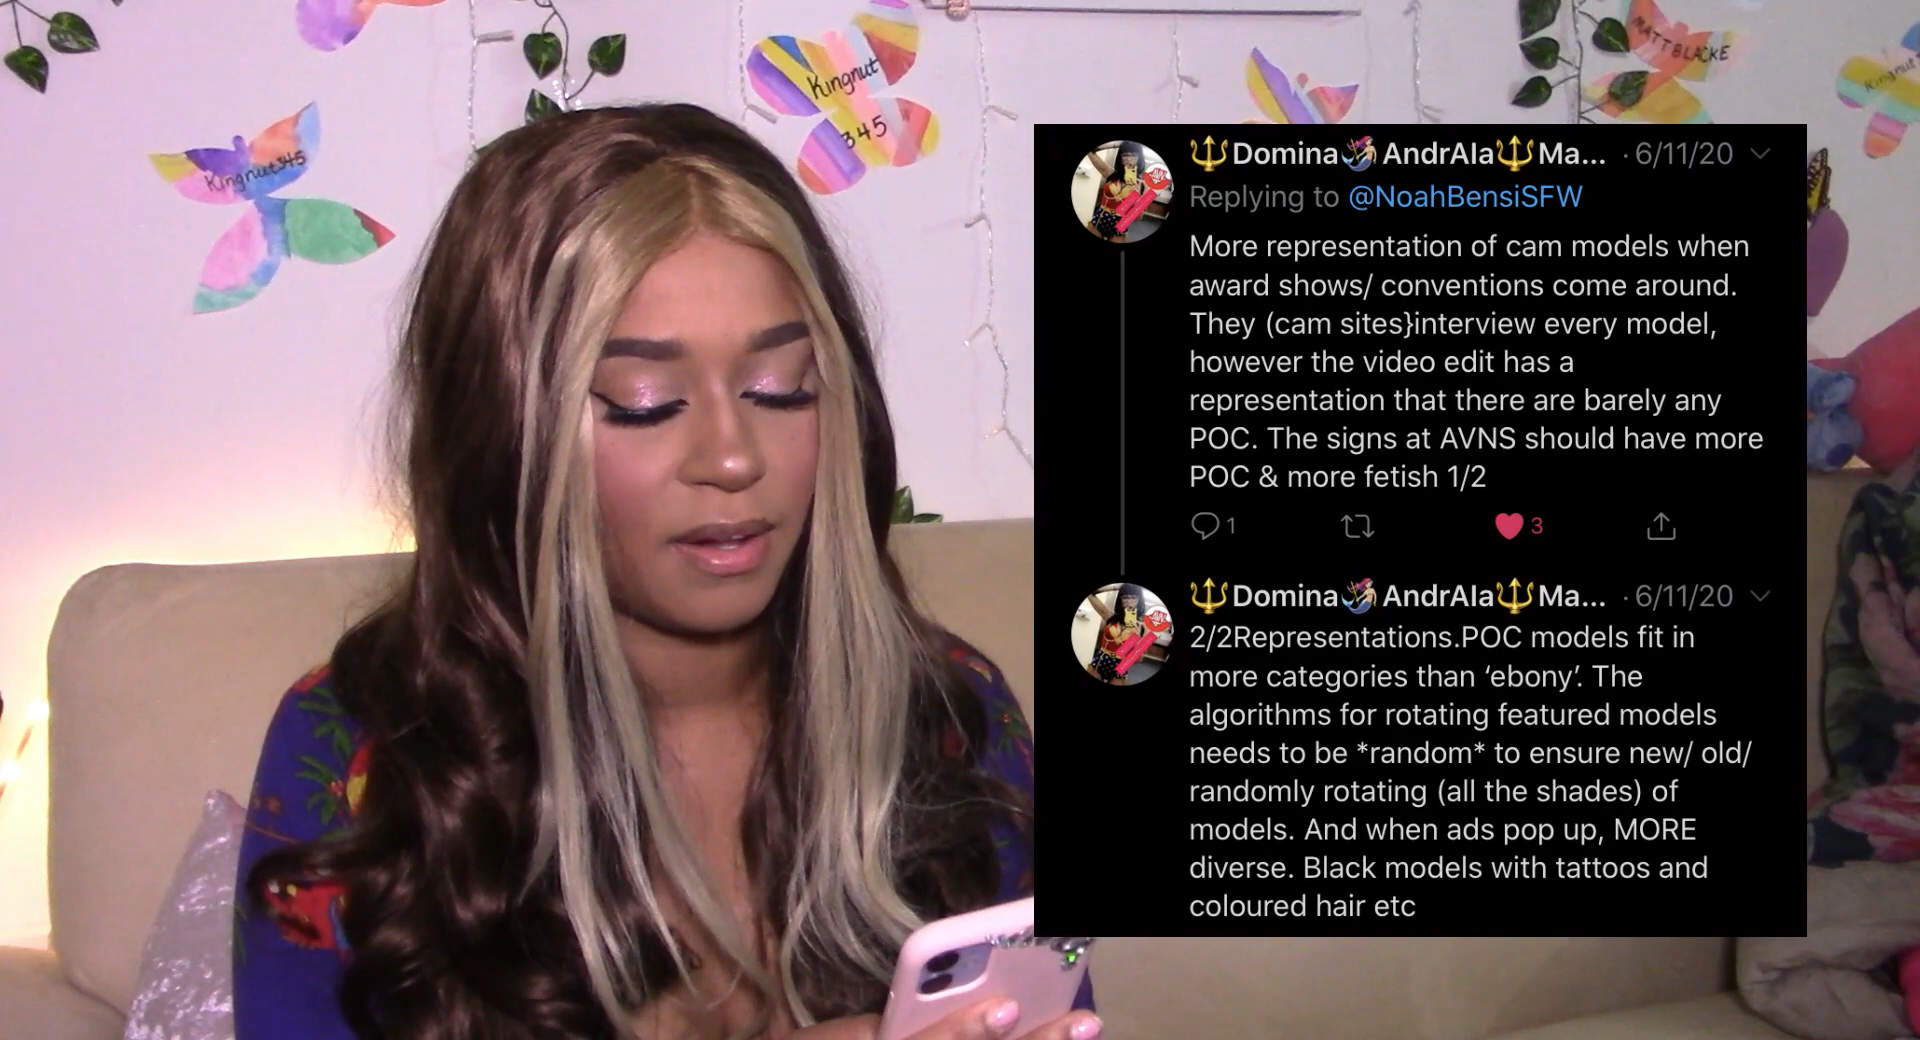 Kingnut
345
MATT BLACKE
Kingnut345
🔱Domina🧜‍♀️AndrAIa🔱Ma... · 6/11/20
Replying to @NoahBensiSFW
More representation of cam models when
award shows/ conventions come around.
They (cam sites}interview every model,
however the video edit has a
representation that there are barely any
POC. The signs at AVNS should have more
POC & more fetish 1/2
1
3
🔱Domina🧜‍♀️AndrAIa🔱Ma... · 6/11/20
2/2Representations.POC models fit in
more categories than ‘ebony’. The
algorithms for rotating featured models
needs to be *random* to ensure new/ old/
randomly rotating (all the shades) of
models. And when ads pop up, MORE
diverse. Black models with tattoos and
coloured hair etc